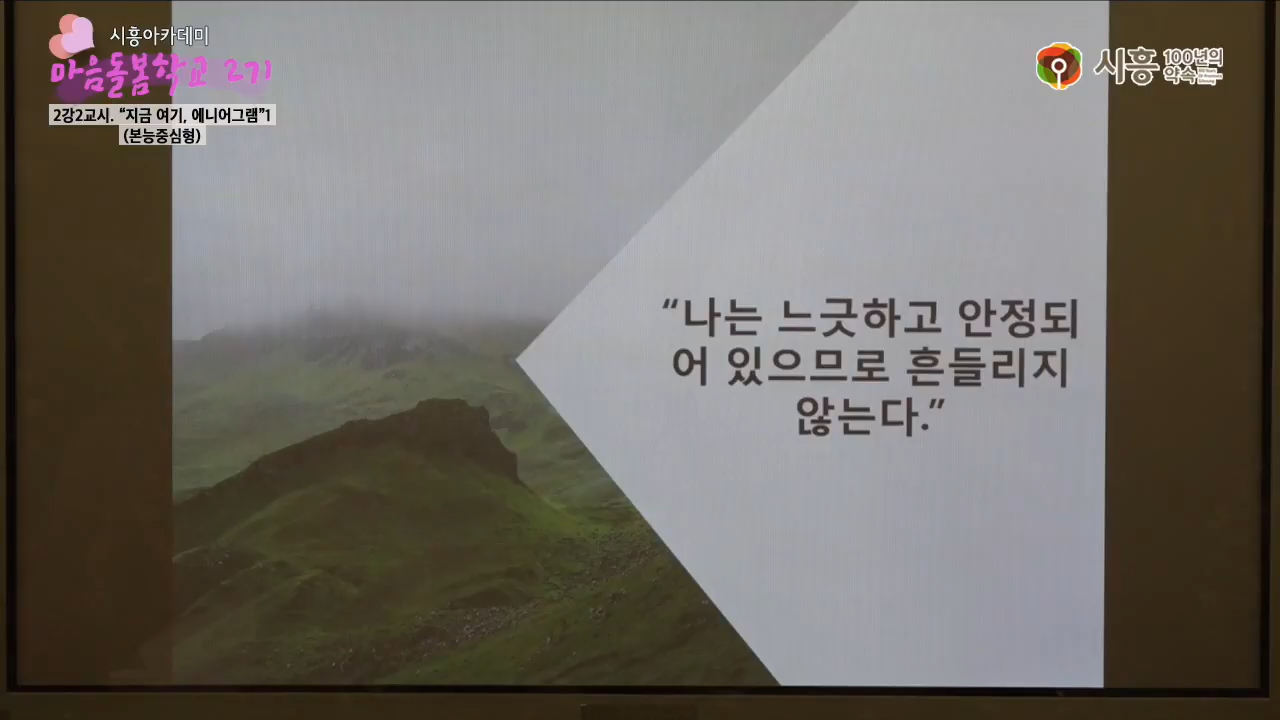 시흥아카데미
마음돌봄학교 2기
2강2교시. “지금 여기, 에니어그램”1
(본능중심형)
시흥 100년의
약속
“나는 느긋하고 안정되
어 있으므로 흔들리지
않는다.”